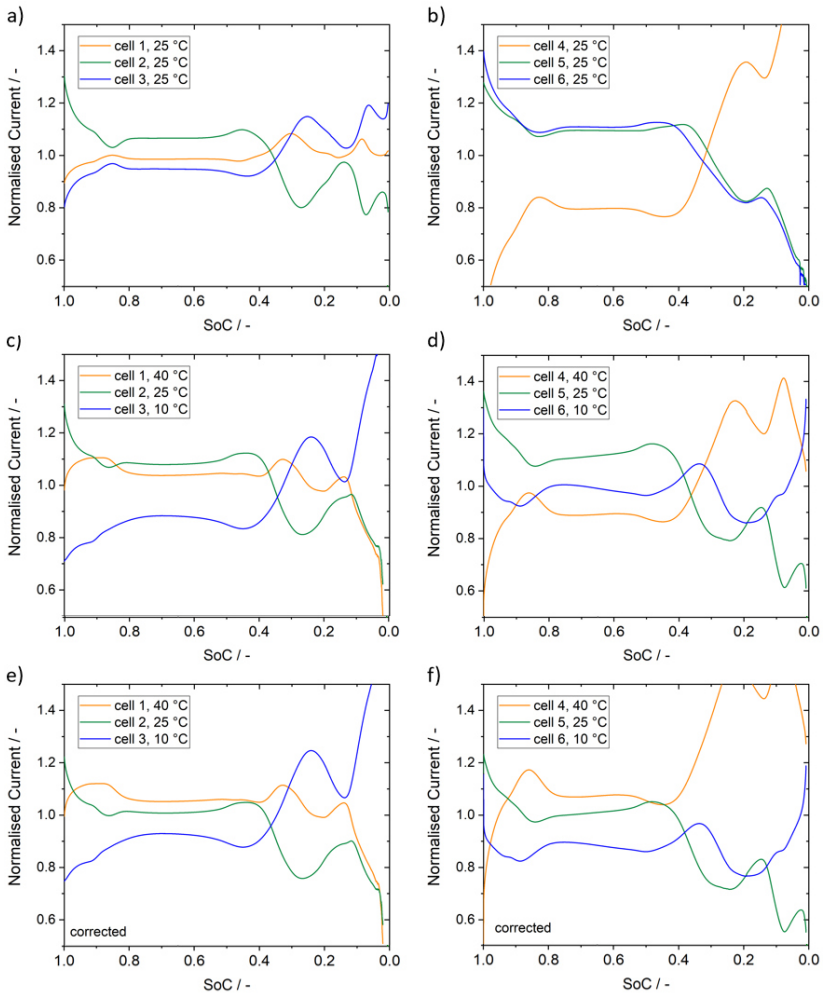 a)
cell 1, 25 °C
cell 2, 25 °C
cell 3, 25 °C
Normalised Current / -
1.4
1.2
1.0
0.8
0.6
1.0 0.8 0.6 0.4 0.2 0.0
SoC / -
b)
cell 4, 25 °C
cell 5, 25 °C
cell 6, 25 °C
Normalised Current / -
1.4
1.2
1.0
0.8
0.6
1.0 0.8 0.6 0.4 0.2 0.0
SoC / -
c)
cell 1, 40 °C
cell 2, 25 °C
cell 3, 10 °C
Normalised Current / -
1.4
1.2
1.0
0.8
0.6
1.0 0.8 0.6 0.4 0.2 0.0
SoC / -
d)
cell 4, 40 °C
cell 5, 25 °C
cell 6, 10 °C
Normalised Current / -
1.4
1.2
1.0
0.8
0.6
1.0 0.8 0.6 0.4 0.2 0.0
SoC / -
e)
cell 1, 40 °C
cell 2, 25 °C
cell 3, 10 °C
Normalised Current / -
1.4
1.2
1.0
0.8
0.6
corrected
1.0 0.8 0.6 0.4 0.2 0.0
SoC / -
f)
cell 4, 40 °C
cell 5, 25 °C
cell 6, 10 °C
Normalised Current / -
1.4
1.2
1.0
0.8
0.6
corrected
1.0 0.8 0.6 0.4 0.2 0.0
SoC / -